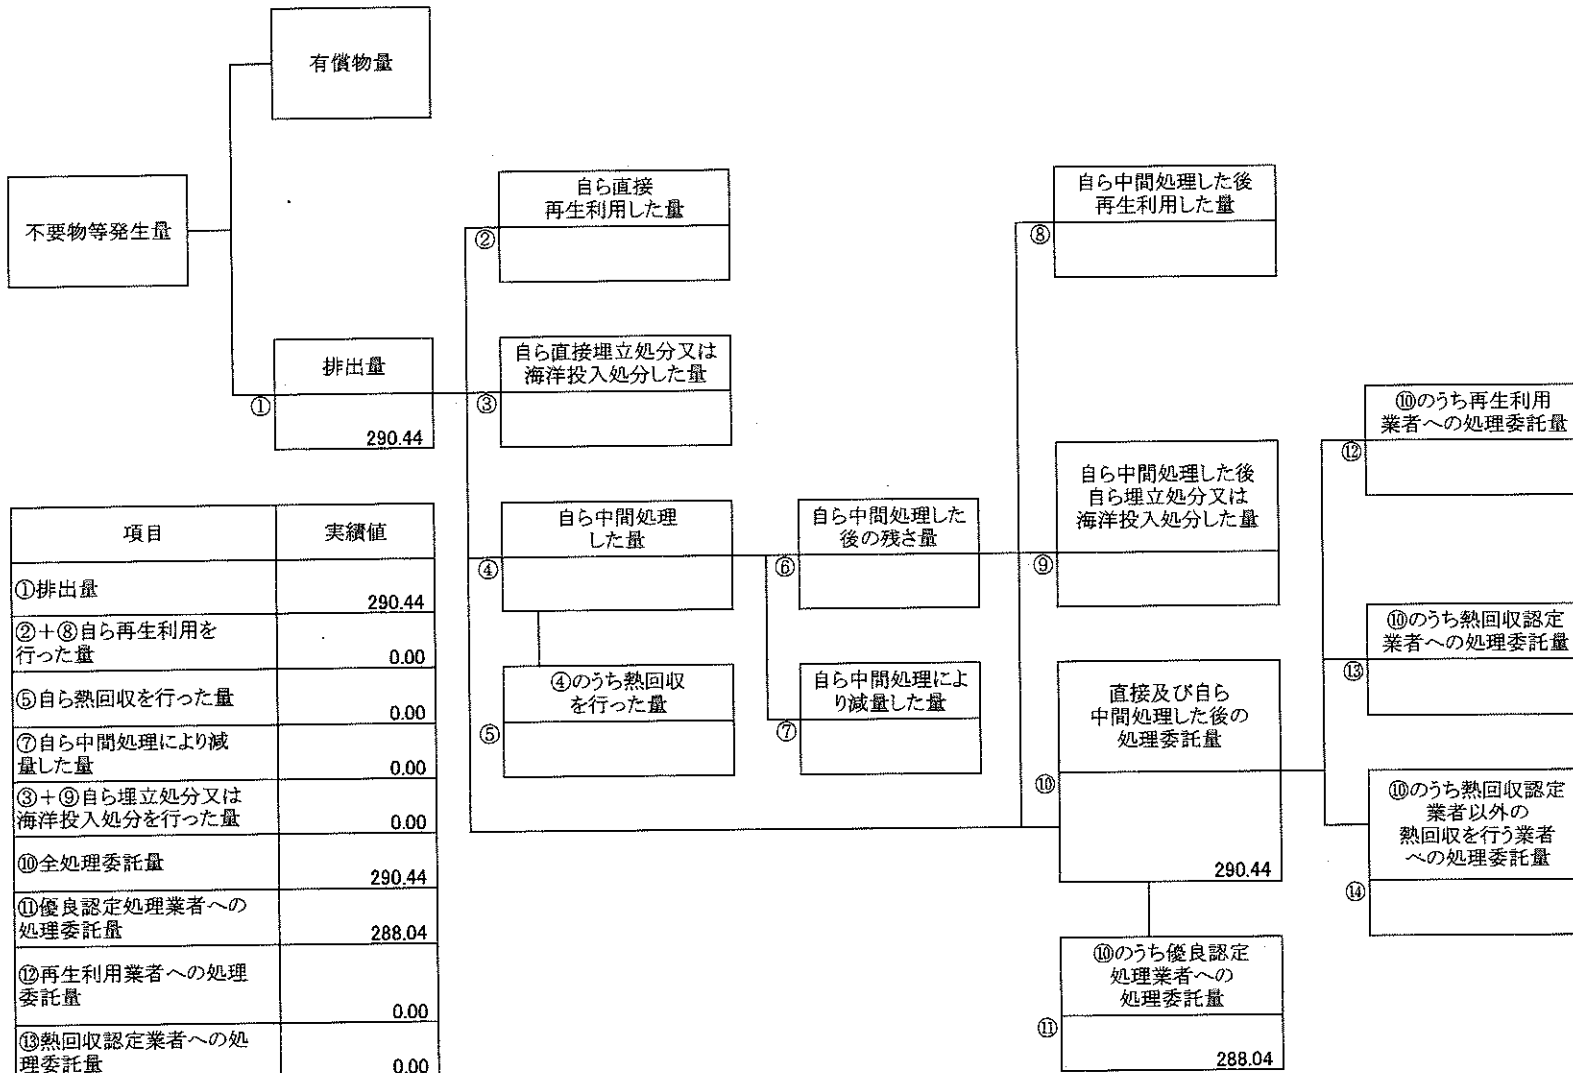 有償物量
不要物等発生量
排出量
①
290.44
自ら直接
再生利用した量
②
自ら直接埋立処分又は
海洋投入処分した量
③
自ら中間処理
した量
④
④のうち熱回収
を行った量
⑤
自ら中間処理した
後の残さ量
⑥
自ら中間処理によ
り減量した量
⑦
自ら中間処理した後
再生利用した量
⑧
自ら中間処理した後
自ら埋立処分又は
海洋投入処分した量
⑨
直接及び自ら
中間処理した後の
処理委託量
⑩
290.44
⑩のうち優良認定
処理業者への
処理委託量
⑪
288.04
⑩のうち再生利用
業者への処理委託量
⑫
⑩のうち熱回収認定
業者への処理委託量
⑬
⑩のうち熱回収認定
業者以外の
熱回収を行う業者
への処理委託量
⑭
項目 実績値
①排出量 290.44
②+⑧自ら再生利用を
行った量 0.00
⑤自ら熱回収を行った量 0.00
⑦自ら中間処理により減
量した量 0.00
③+⑨自ら埋立処分又は
海洋投入処分を行った量 0.00
⑩全処理委託量 290.44
⑪優良認定処理業者への
処理委託量 288.04
⑫再生利用業者への処理
委託量 0.00
⑬熱回収認定業者への処
理委託量 0.00